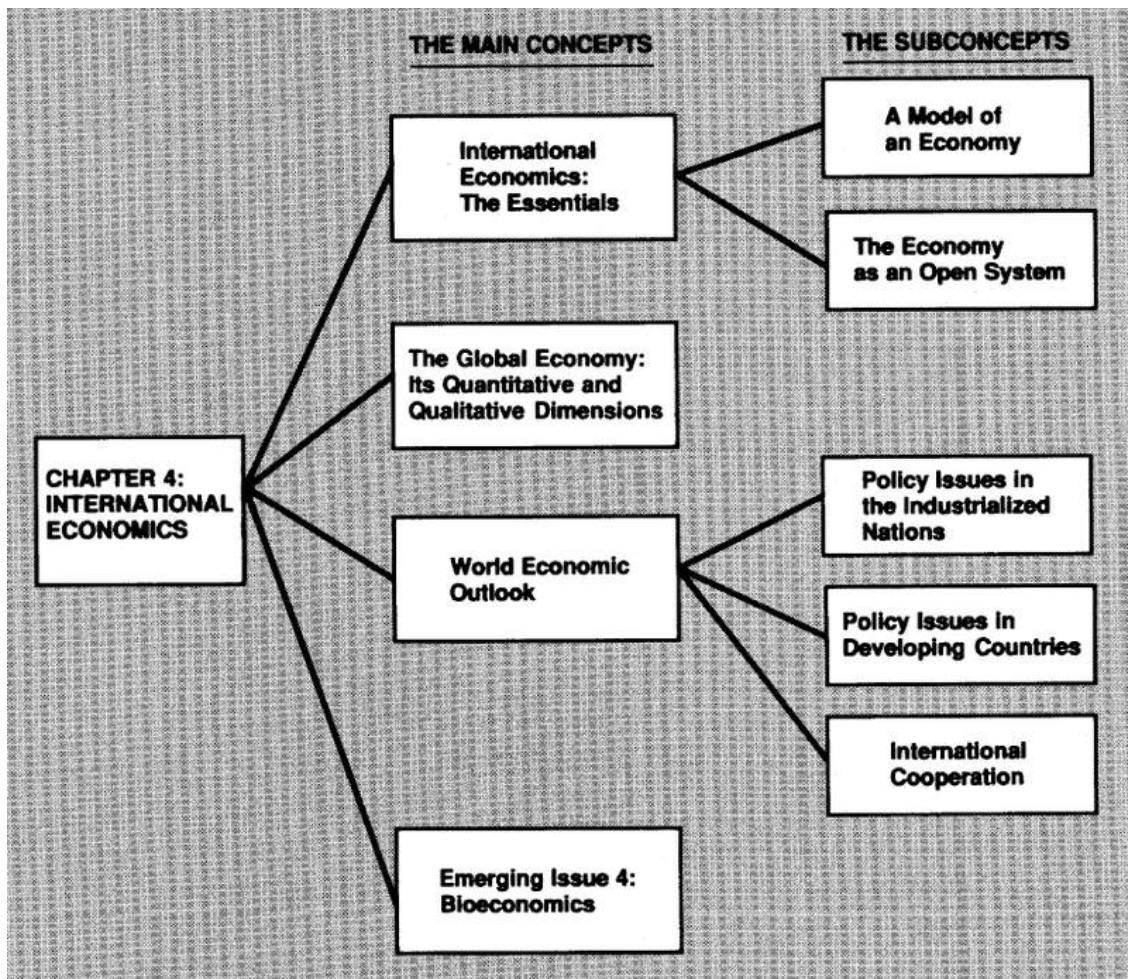 THE MAIN CONCEPTS
THE SUBCONCEPTS
CHAPTER 4:
INTERNATIONAL
ECONOMICS
International
Economics:
The Essentials
A Model of
an Economy
The Economy
as an Open System
The Global Economy:
Its Quantitative and
Qualitative Dimensions
World Economic
Outlook
Policy Issues in
the Industrialized
Nations
Policy Issues in
Developing Countries
International
Cooperation
Emerging Issue 4:
Bioeconomics